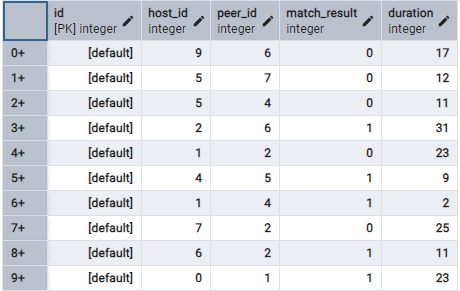 id host_id peer_id match_result duration
[PK] integer integer integer integer integer
0+ [default] 9 6 0 17
1+ [default] 5 7 0 12
2+ [default] 5 4 0 11
3+ [default] 2 6 1 31
4+ [default] 1 2 0 23
5+ [default] 4 5 1 9
6+ [default] 1 4 1 2
7+ [default] 7 2 0 25
8+ [default] 6 2 1 11
9+ [default] 0 1 1 23